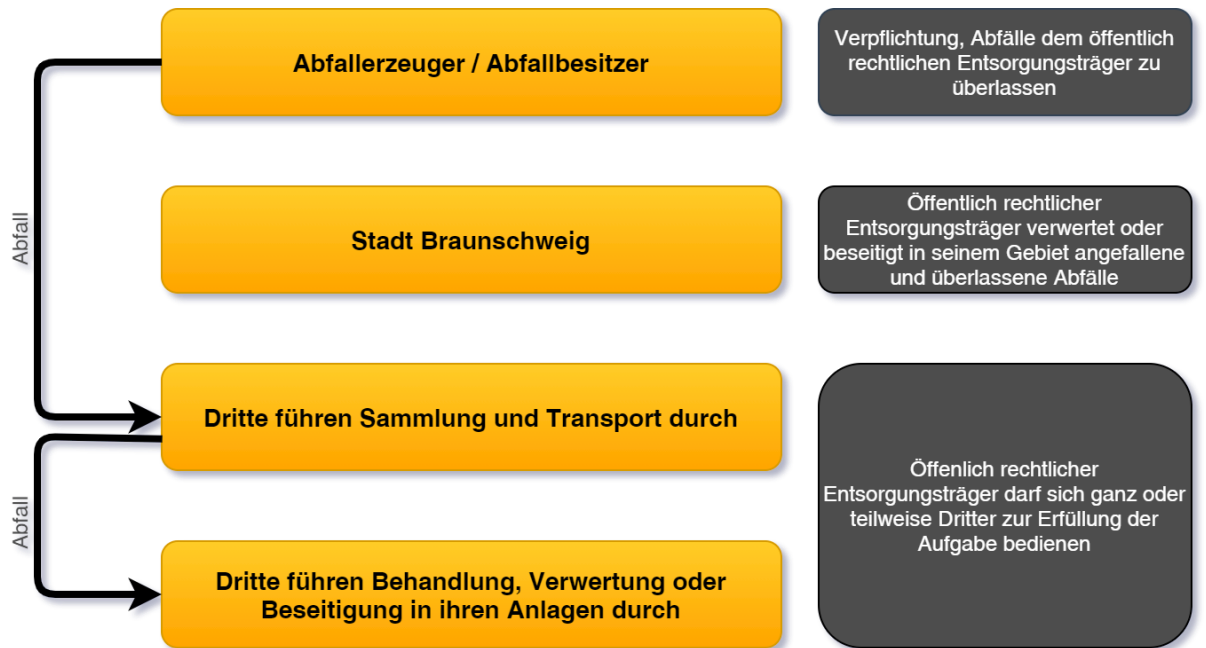 Abfallerzeuger / Abfallbesitzer
Verpflichtung, Abfälle dem öffentlich
rechtlichen Entsorgungsträger zu
überlassen
Abfall
Stadt Braunschweig
Öffentlich rechtlicher
Entsorgungsträger verwertet oder
beseitigt in seinem Gebiet angefallene
und überlassene Abfälle
Dritte führen Sammlung und Transport durch
Öffenlich rechtlicher
Entsorgungsträger darf sich ganz oder
teilweise Dritter zur Erfüllung der
Aufgabe bedienen
Abfall
Dritte führen Behandlung, Verwertung oder
Beseitigung in ihren Anlagen durch